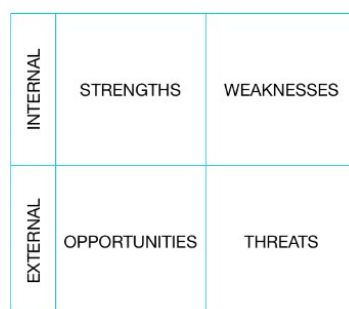 INTERNAL
STRENGTHS
WEAKNESSES
EXTERNAL
OPPORTUNITIES
THREATS